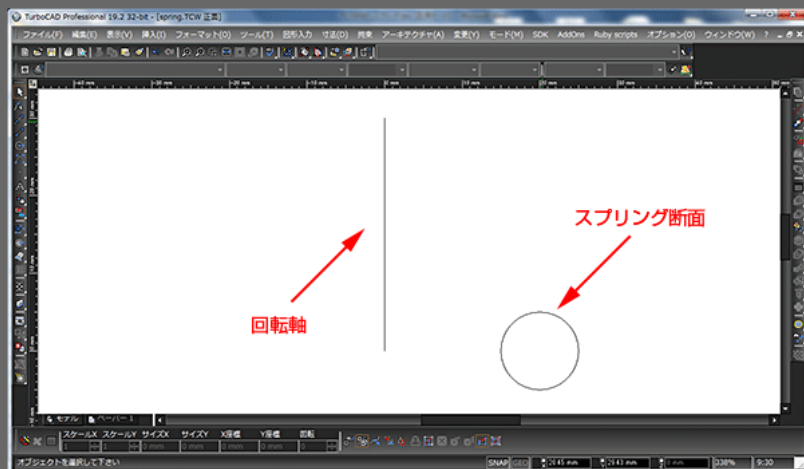 TurboCAD Professional 19.2 32-bit - [spring.TCW 正面]
ファイル(F) 編集(E) 表示(V) 挿入(I) フォーマット(O) ツール(T) 図形入力 寸法(D) 拘束 アーキテクチャ(A) 変更(Y) モード(M) SDK AddOns Ruby scripts オプション(O) ウィンドウ(W) ?
スプリング断面
回転軸
モデル ペーパー 1
スケールX スケールY サイズX サイズY X座標 Y座標 回転
オブジェクトを選択して下さい SNAP GEO 338% 9:30